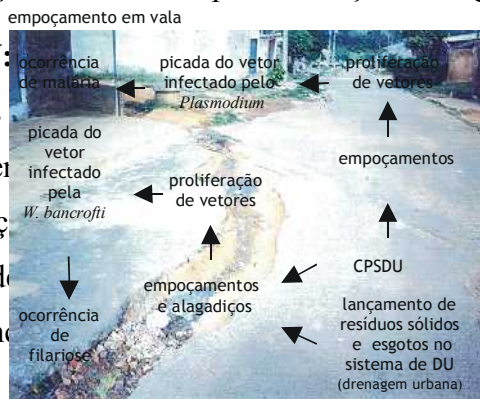 empoçamento em vala
ocorrência
de malária
picada do vetor
infectado pelo
Plasmodium
proliferação
de vetores
picada do
vetor
infectado
pela
W. bancrofti
proliferação
de vetores
empoçamentos
empoçamentos
e alagadiços
CPSDU
ocorrência
de
filariose
lançamento de
resíduos sólidos
e esgotos no
sistema de DU
(drenagem urbana)